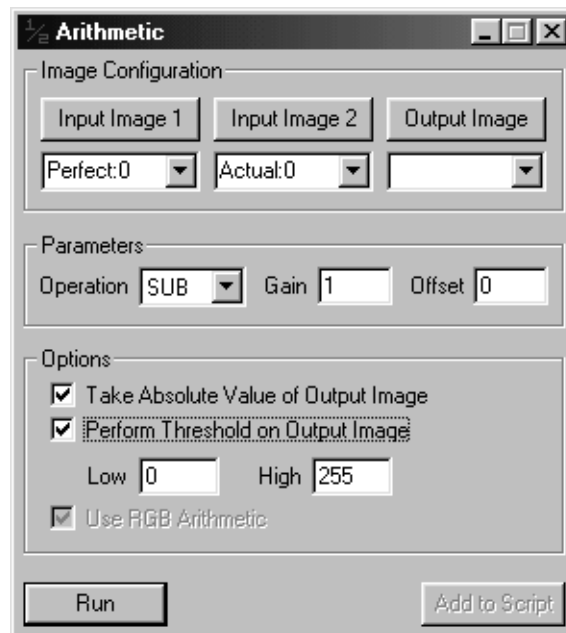 ½ Arithmetic
Image Configuration
Input Image 1 Input Image 2 Output Image
Perfect:0 Actual:0
Parameters
Operation SUB Gain 1 Offset 0
Options
Take Absolute Value of Output Image
Perform Threshold on Output Image
Low 0 High 255
Use RGB Arithmetic
Run Add to Script